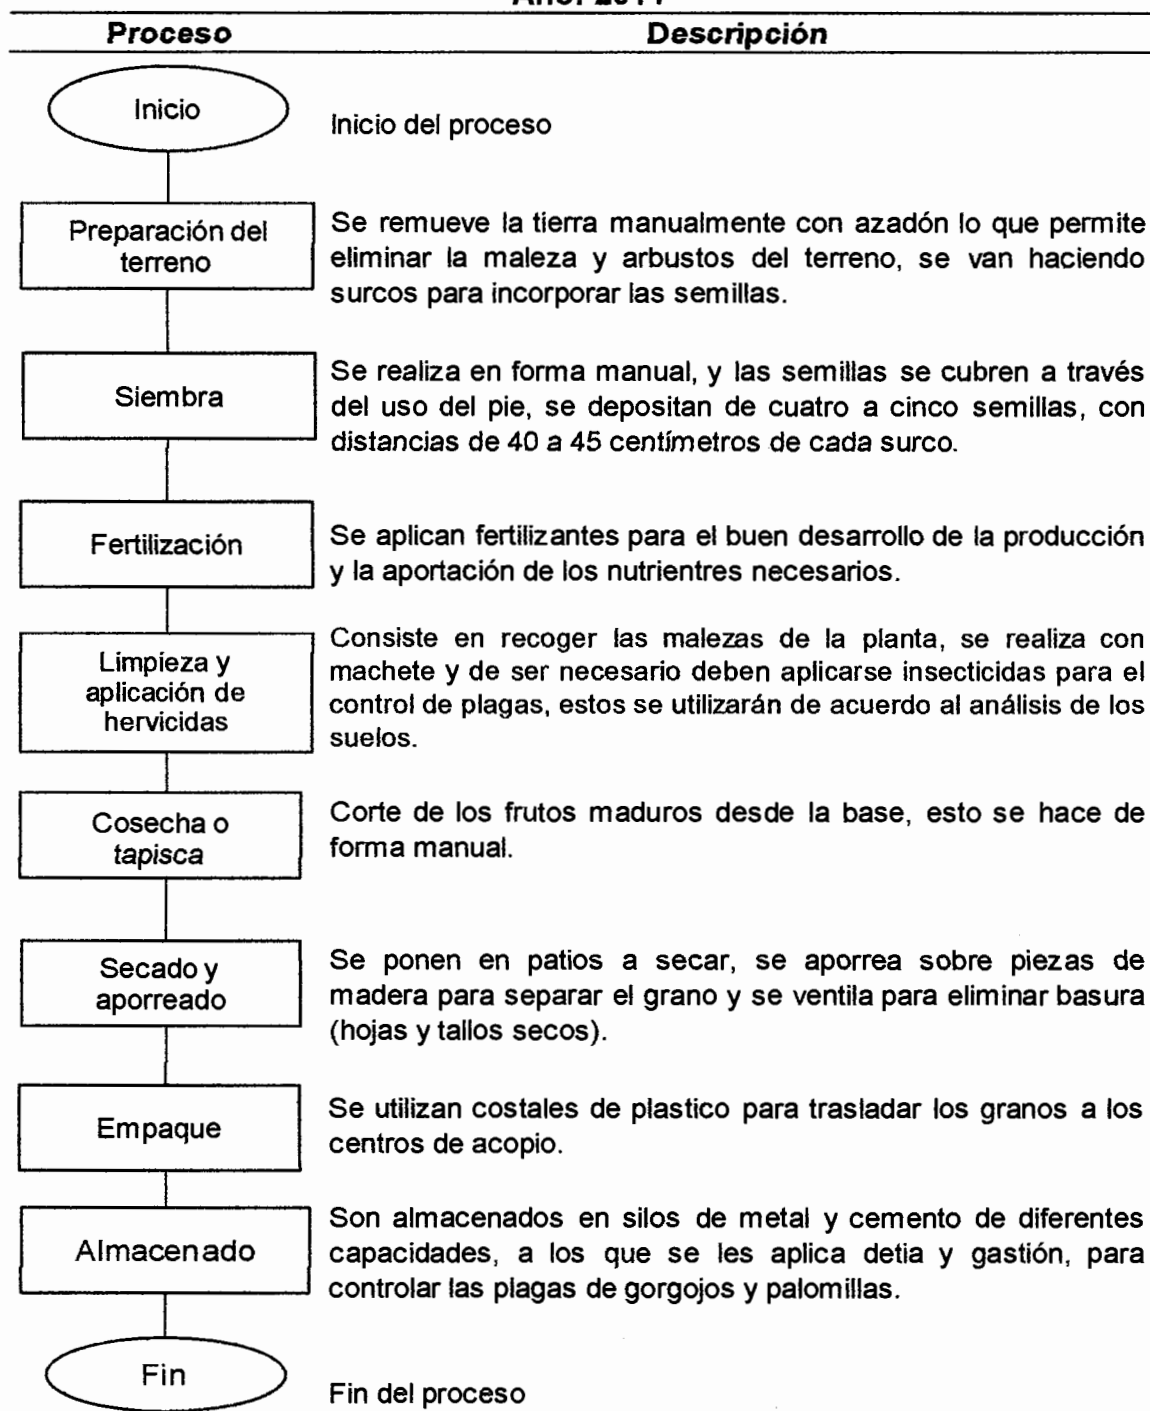 Proceso Descripción
Inicio
Inicio del proceso
Preparación del
terreno
Se remueve la tierra manualmente con azadón lo que permite
eliminar la maleza y arbustos del terreno, se van haciendo
surcos para incorporar las semillas.
Siembra
Se realiza en forma manual, y las semillas se cubren a través
del uso del pie, se depositan de cuatro a cinco semillas, con
distancias de 40 a 45 centímetros de cada surco.
Fertilización
Se aplican fertilizantes para el buen desarrollo de la producción
y la aportación de los nutrientres necesarios.
Limpieza y
aplicación de
hervicidas
Consiste en recoger las malezas de la planta, se realiza con
machete y de ser necesario deben aplicarse insecticidas para el
control de plagas, estos se utilizarán de acuerdo al análisis de los
suelos.
Cosecha o
tapisca
Corte de los frutos maduros desde la base, esto se hace de
forma manual.
Secado y
aporreado
Se ponen en patios a secar, se aporrea sobre piezas de
madera para separar el grano y se ventila para eliminar basura
(hojas y tallos secos).
Empaque
Se utilizan costales de plastico para trasladar los granos a los
centros de acopio.
Almacenado
Son almacenados en silos de metal y cemento de diferentes
capacidades, a los que se les aplica detia y gastión, para
controlar las plagas de gorgojos y palomillas.
Fin
Fin del proceso